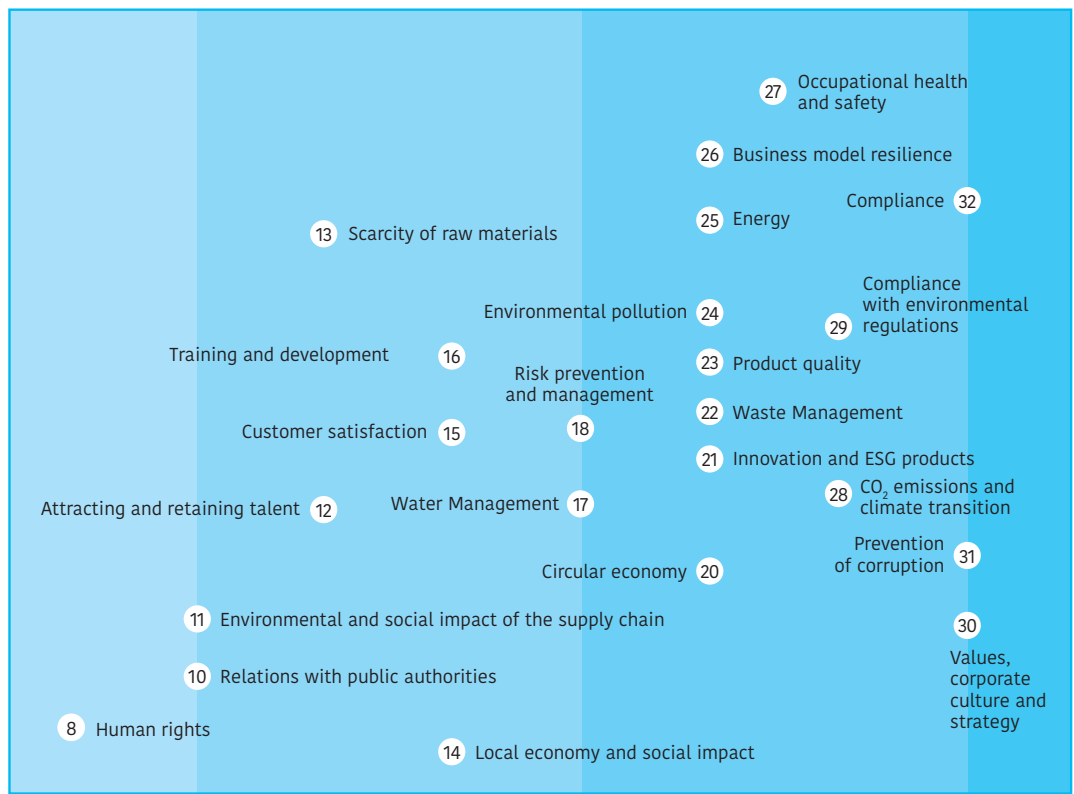 27 Occupational health
and safety
26 Business model resilience
Compliance 32
25 Energy
13 Scarcity of raw materials
Compliance
with environmental
29 regulations
Environmental pollution 24
Training and development 16
23 Product quality
Risk prevention
and management
18
22 Waste Management
Customer satisfaction 15
21 Innovation and ESG products
28 CO₂ emissions and
climate transition
Water Management 17
Attracting and retaining talent 12
Prevention
of corruption 31
Circular economy 20
11 Environmental and social impact of the supply chain
30
Values,
corporate
culture and
strategy
10 Relations with public authorities
8 Human rights
14 Local economy and social impact